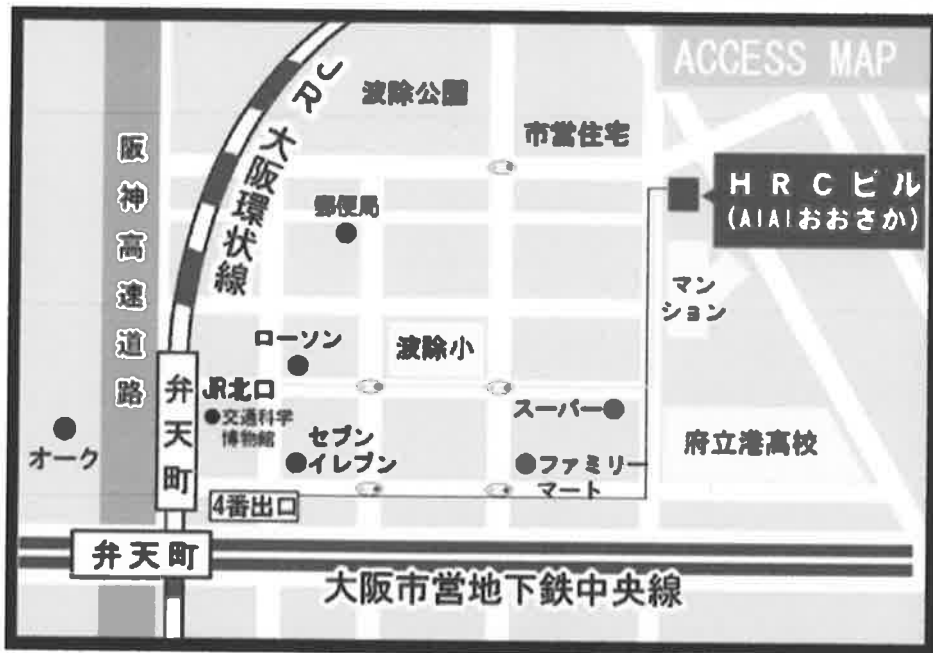 ACCESS MAP
JR 大阪環状線
波除公園
市営住宅
阪神高速道路
HRCビル
(AIAIおおさか)
郵便局
マン
ション
ローソン
波除小
JR北口
弁天町
●交通科学
博物館
スーパー
オーク
セブン
イレブン
ファミリー
マート
府立港高校
4番出口
弁天町
大阪市営地下鉄中央線